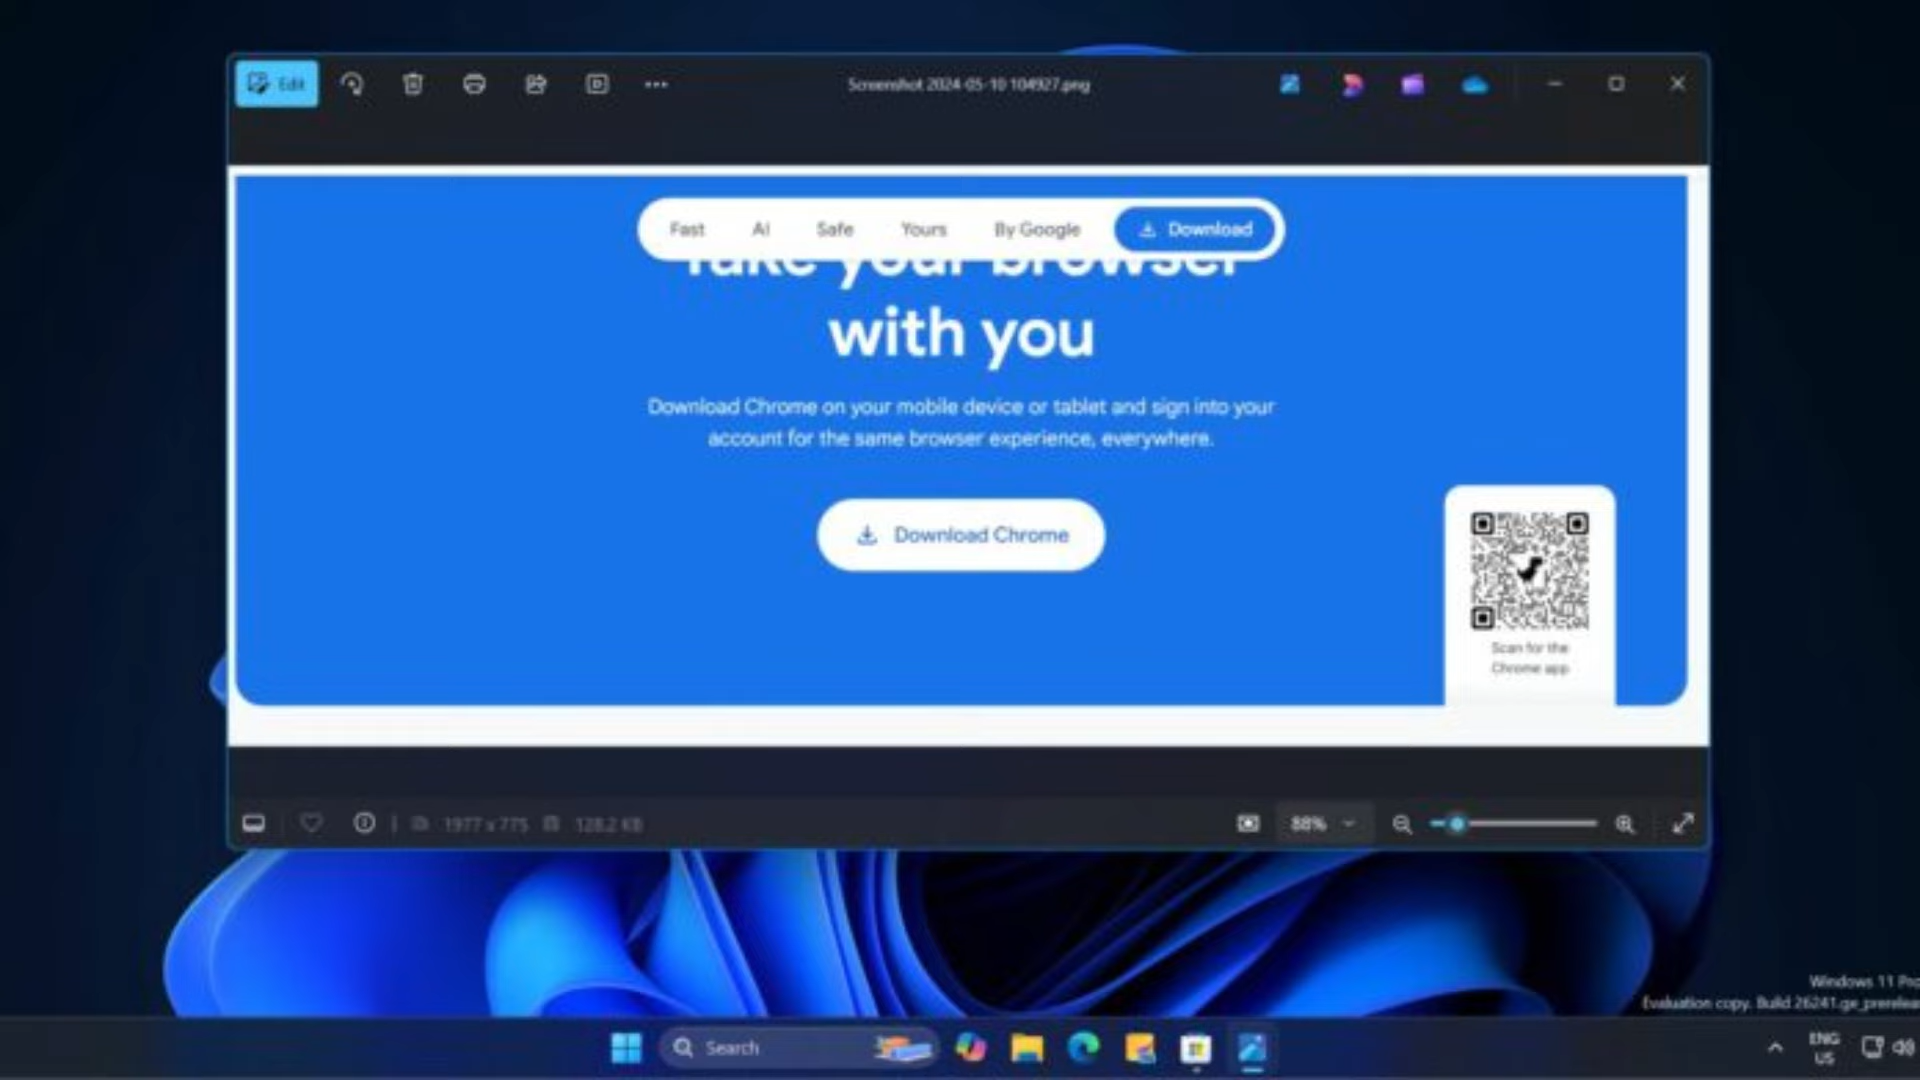 Edit
Screenshot 2024-05-10 104927.png
Fast AI Safe Yours By Google Download
Take your browser
with you
Download Chrome on your mobile device or tablet and sign into your
account for the same browser experience, everywhere.
Download Chrome
Scan for the
Chrome app
1977 x 775 128.2 KB
88%
Windows 11 Pro
Evaluation copy. Build 26241.ge_prerelea
Search
ENG
US